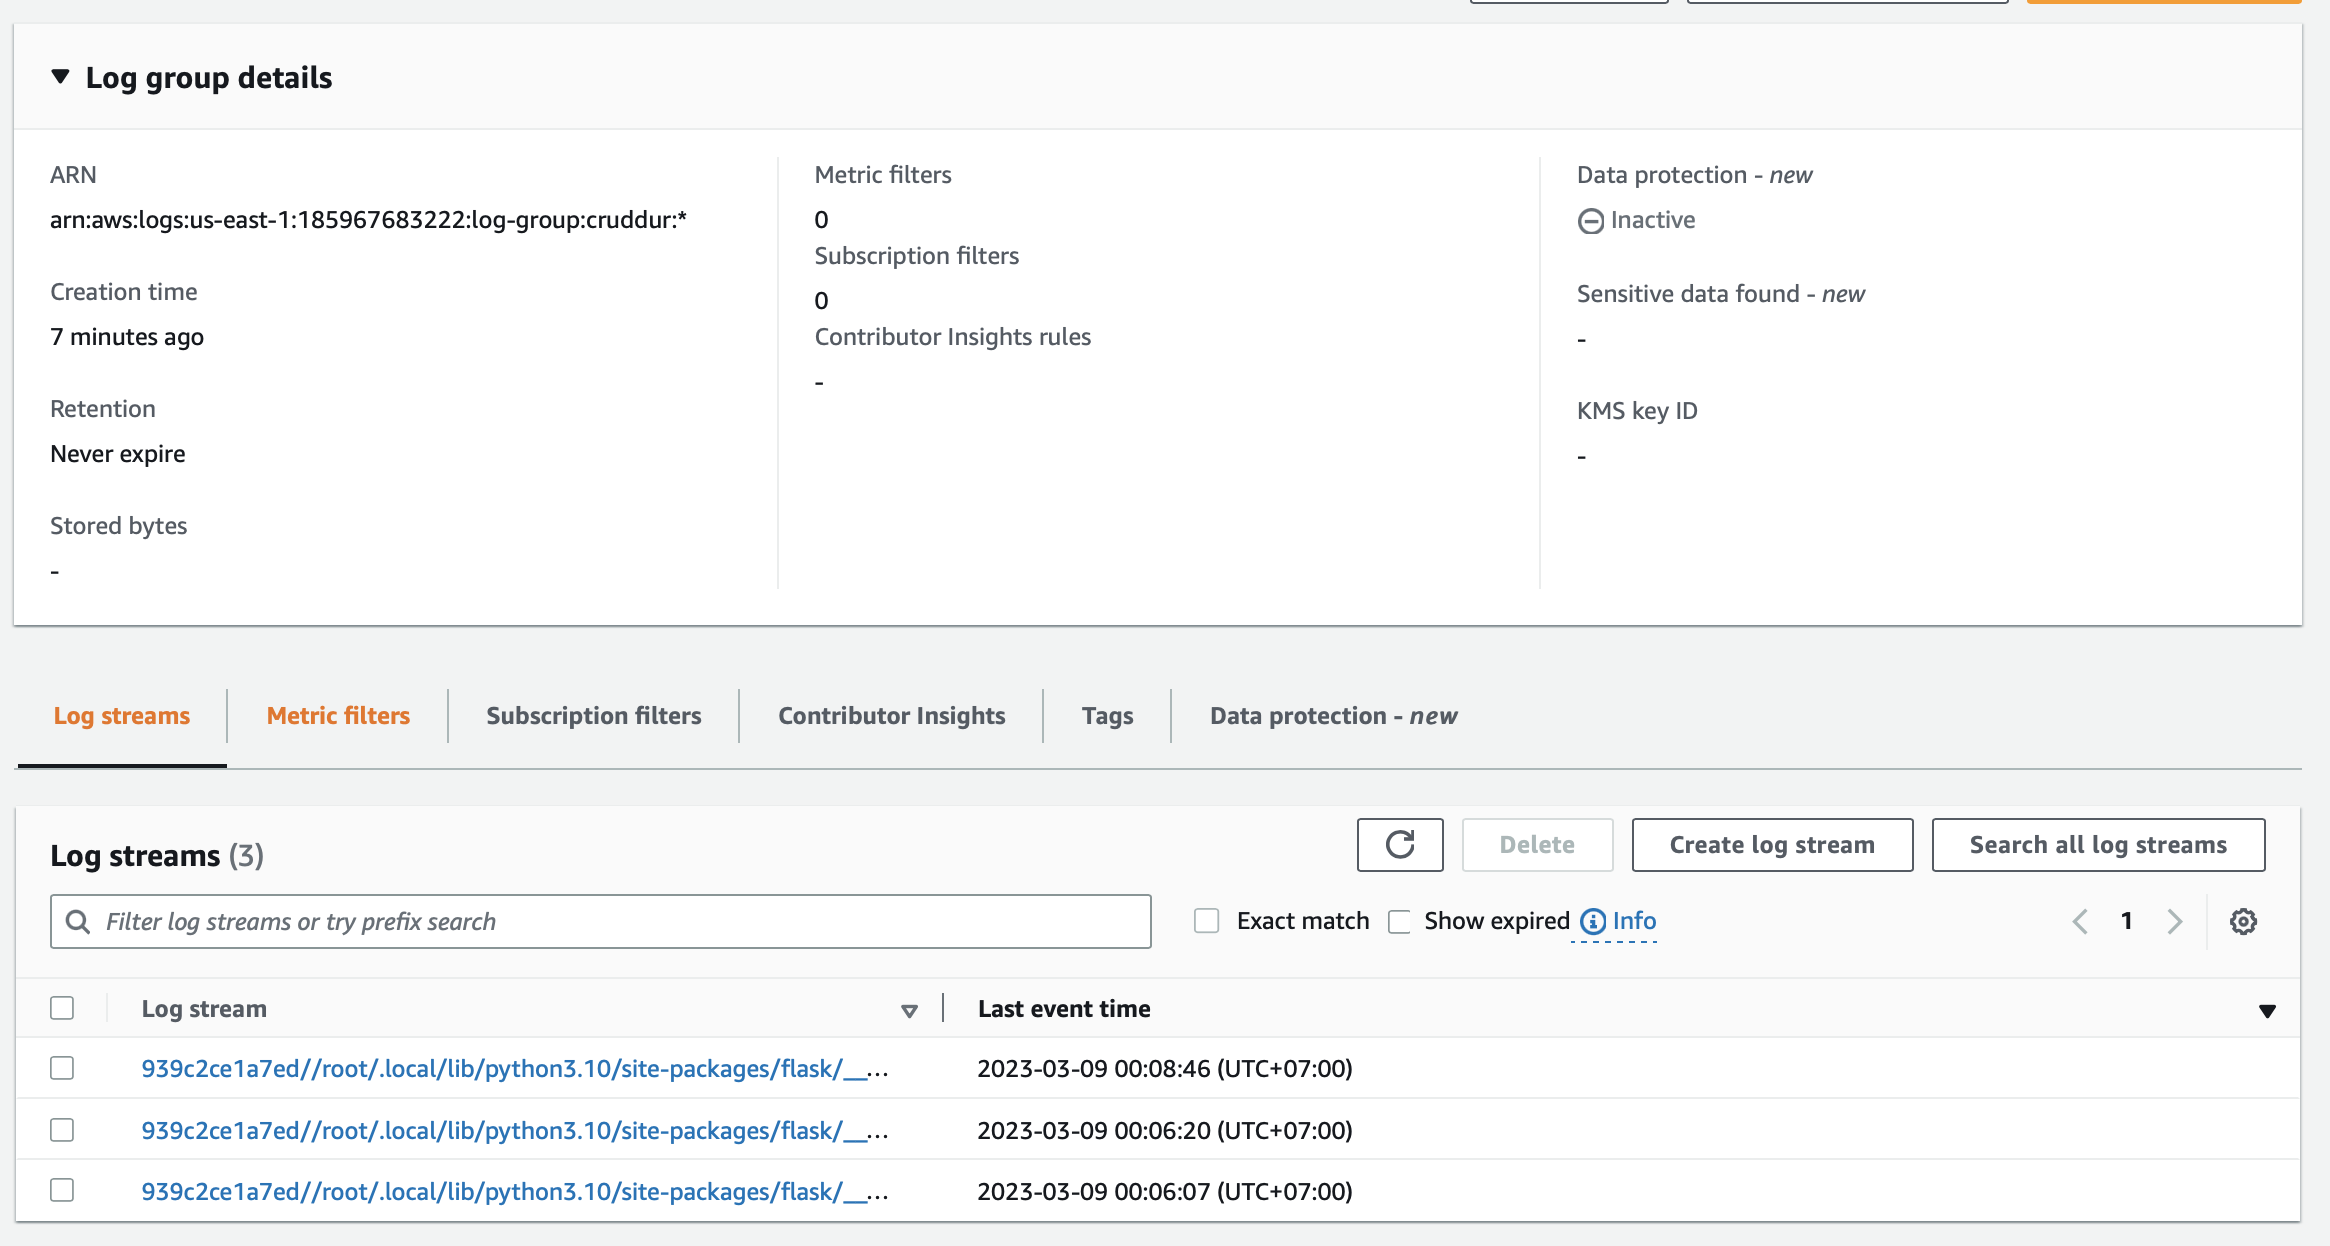 Log group details
ARN
arn:aws:logs:us-east-1:185967683222:log-group:cruddur:*
Creation time
7 minutes ago
Retention
Never expire
Stored bytes
-
Metric filters
0
Subscription filters
0
Contributor Insights rules
-
Data protection - new
Inactive
Sensitive data found - new
-
KMS key ID
-
Log streams
Metric filters
Subscription filters
Contributor Insights
Tags
Data protection - new
Log streams (3)
Delete
Create log stream
Search all log streams
Filter log streams or try prefix search
Exact match
Show expired
Info
1
Log stream
Last event time
939c2ce1a7ed//root/.local/lib/python3.10/site-packages/flask/__...
2023-03-09 00:08:46 (UTC+07:00)
939c2ce1a7ed//root/.local/lib/python3.10/site-packages/flask/__...
2023-03-09 00:06:20 (UTC+07:00)
939c2ce1a7ed//root/.local/lib/python3.10/site-packages/flask/__...
2023-03-09 00:06:07 (UTC+07:00)